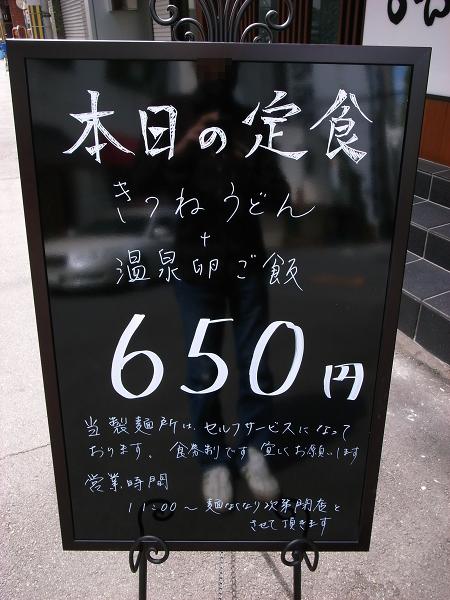 本日の定食
きつねうどん
+
温泉卵ご飯
650円
当製麺所は、セルフサービスになって
おります。食券制です宜しくお願いします
営業時間
11:00〜麺なくなり次第閉店と
させて頂きます